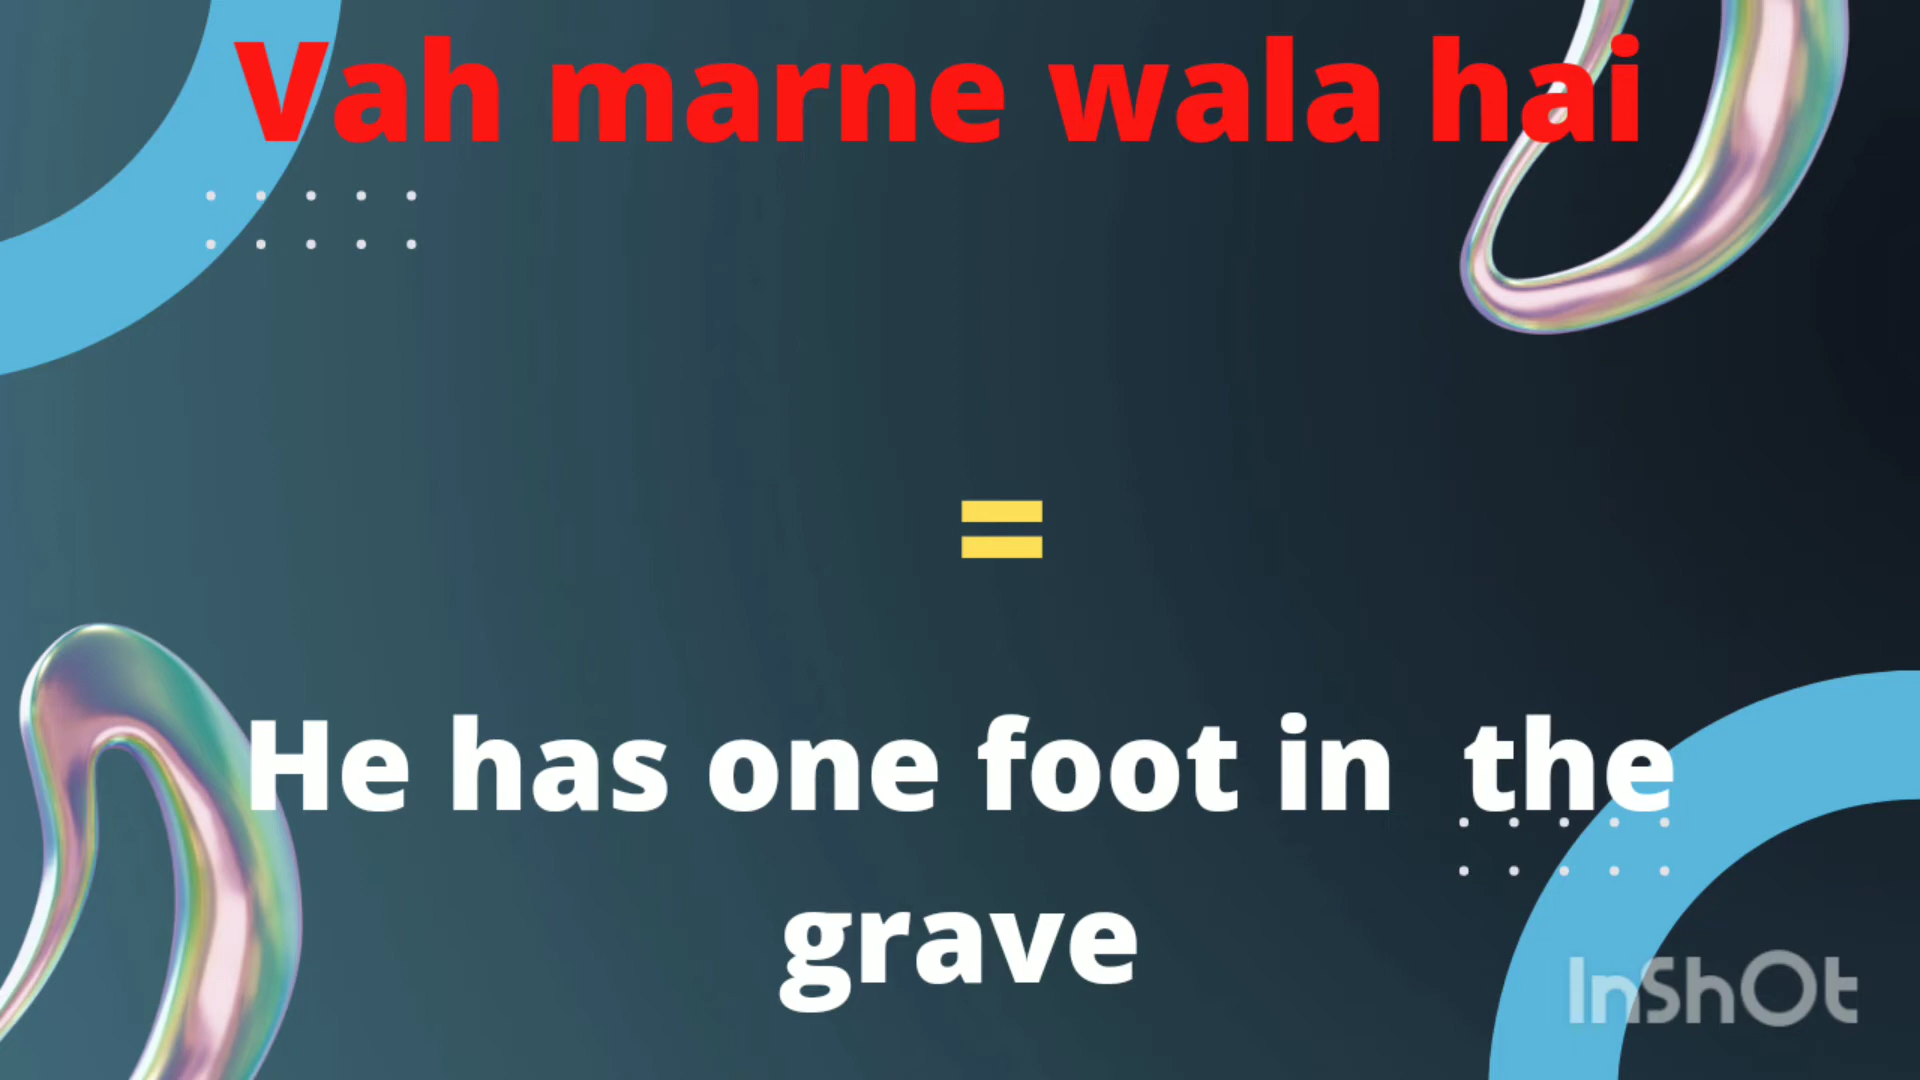 Vah marne wala hai
=
He has one foot in the
grave
InShOt